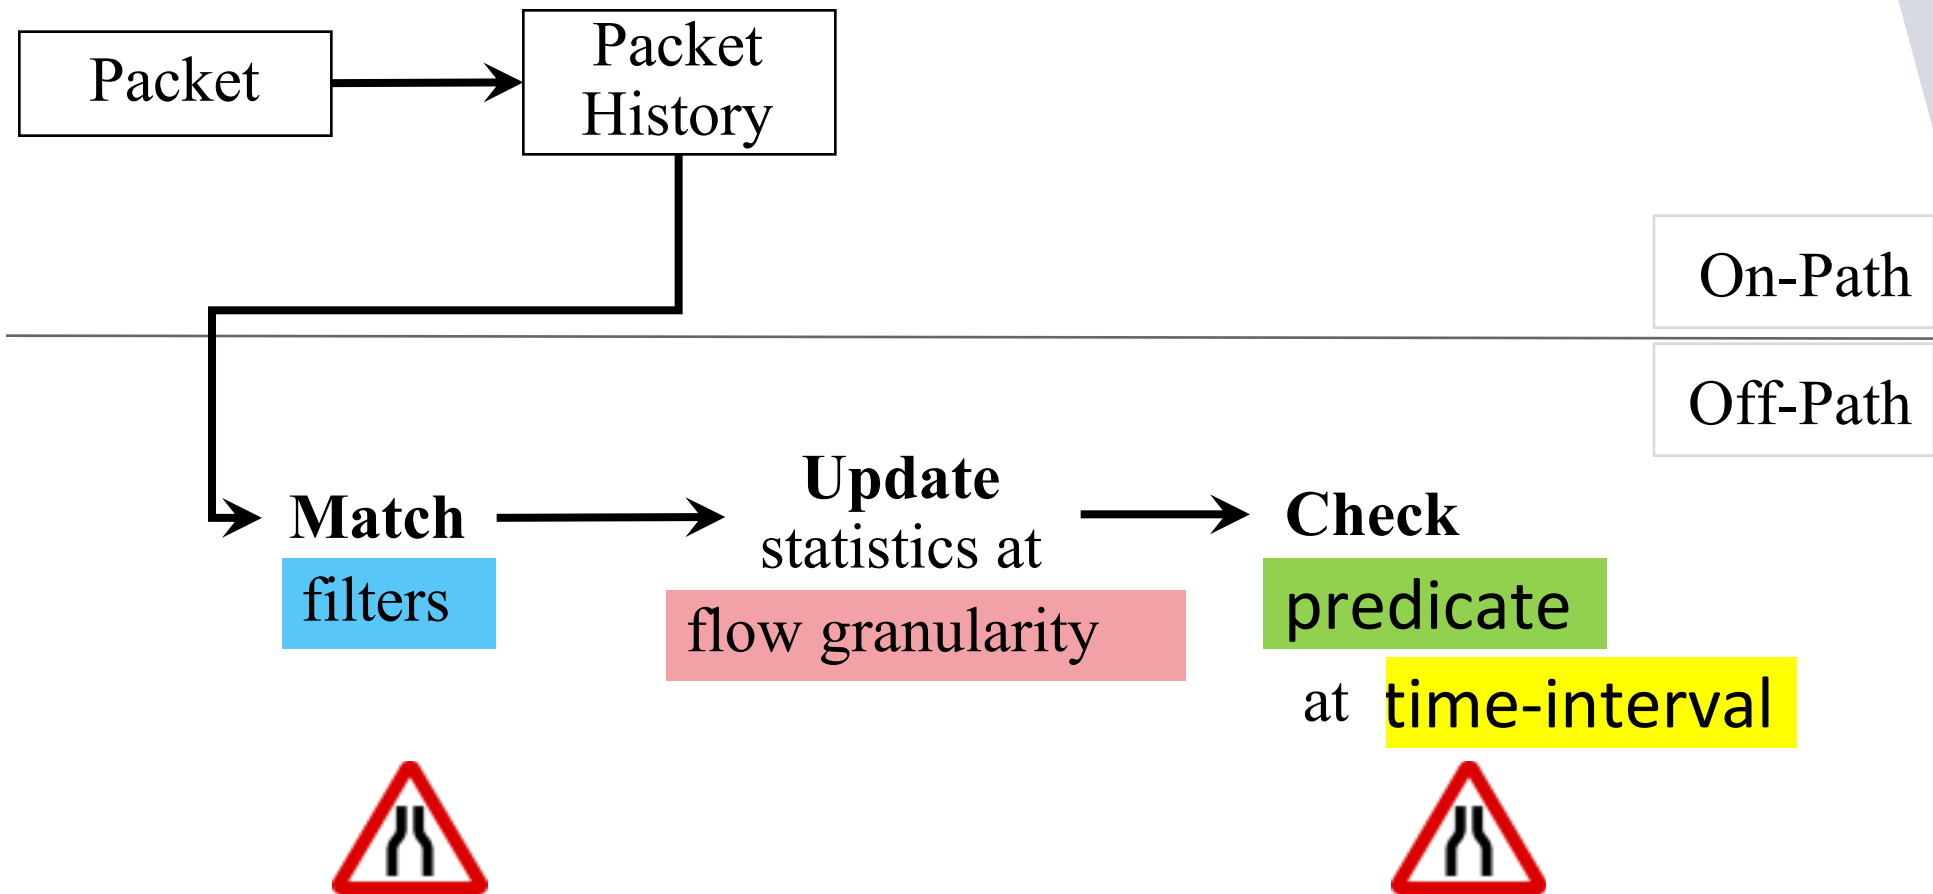 Packet
Packet
History
On-Path
Off-Path
Match
filters
Update
statistics at
flow granularity
Check
predicate
at time-interval